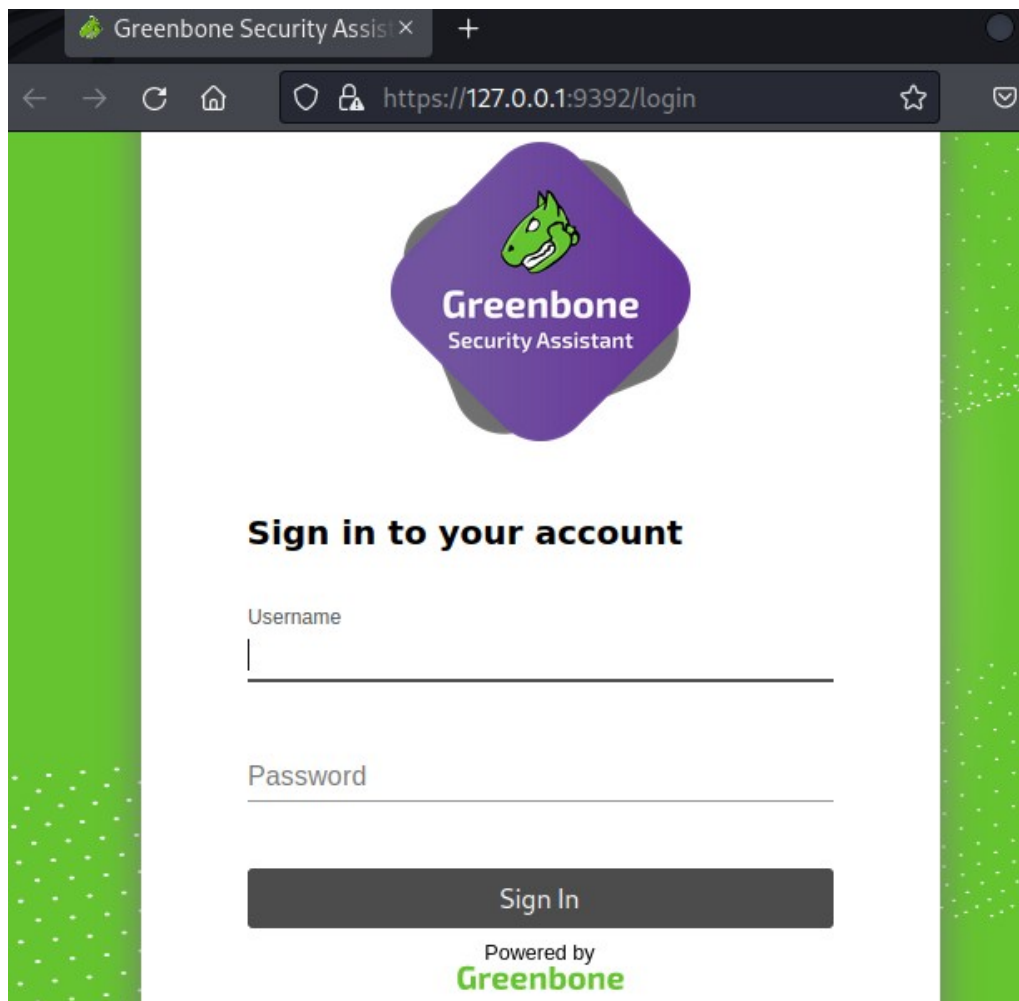 Greenbone Security Assist
https://127.0.0.1:9392/login
Greenbone
Security Assistant
Sign in to your account
Username
Password
Sign In
Powered by
Greenbone